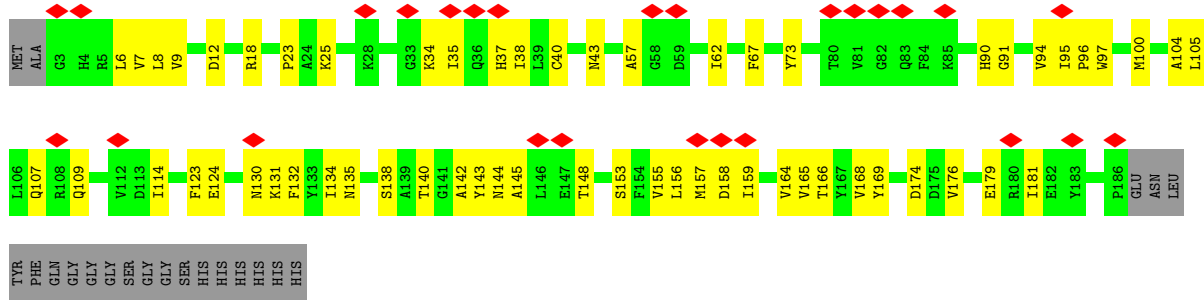 MET ALA G3 H4 R5 L6 V7 L8 V9 D12 R18 P23 A24 K25 K28 G33 K34 I35 Q36 H37 I38 L39 C40 N43 A57 G58 D59 I62 F67 Y73 T80 V81 G82 Q83 F84 K85 H90 G91 V94 I95 P96 W97 M100 A104 L105
L106 Q107 R108 Q109 V112 D113 I114 F123 E124 N130 K131 F132 Y133 I134 N135 S138 A139 T140 G141 A142 Y143 N144 A145 L146 E147 T148 S153 F154 V155 L156 M157 D158 I159 V164 V165 T166 Y167 V168 Y169 D174 D175 V176 E179 R180 I181 E182 Y183 P186 GLU ASN LEU
TYR PHE GLN GLY GLY GLY SER GLY GLY SER HIS HIS HIS HIS HIS HIS